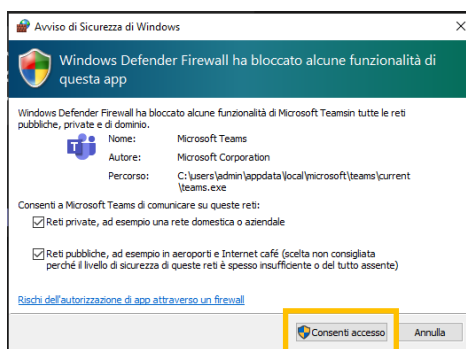 Avviso di Sicurezza di Windows
Windows Defender Firewall ha bloccato alcune funzionalità di
questa app
Windows Defender Firewall ha bloccato alcune funzionalità di Microsoft Teamsin tutte le reti
pubbliche, private e di dominio.
Nome: Microsoft Teams
Autore: Microsoft Corporation
Percorso: C:\users\admin\appdata\local\microsoft\teams\current
\teams.exe
Consenti a Microsoft Teams di comunicare su queste reti:
Reti private, ad esempio una rete domestica o aziendale
Reti pubbliche, ad esempio in aeroporti e Internet café (scelta non consigliata
perché il livello di sicurezza di queste reti è spesso insufficiente o del tutto assente)
Rischi dell'autorizzazione di app attraverso un firewall
Consenti accesso Annulla